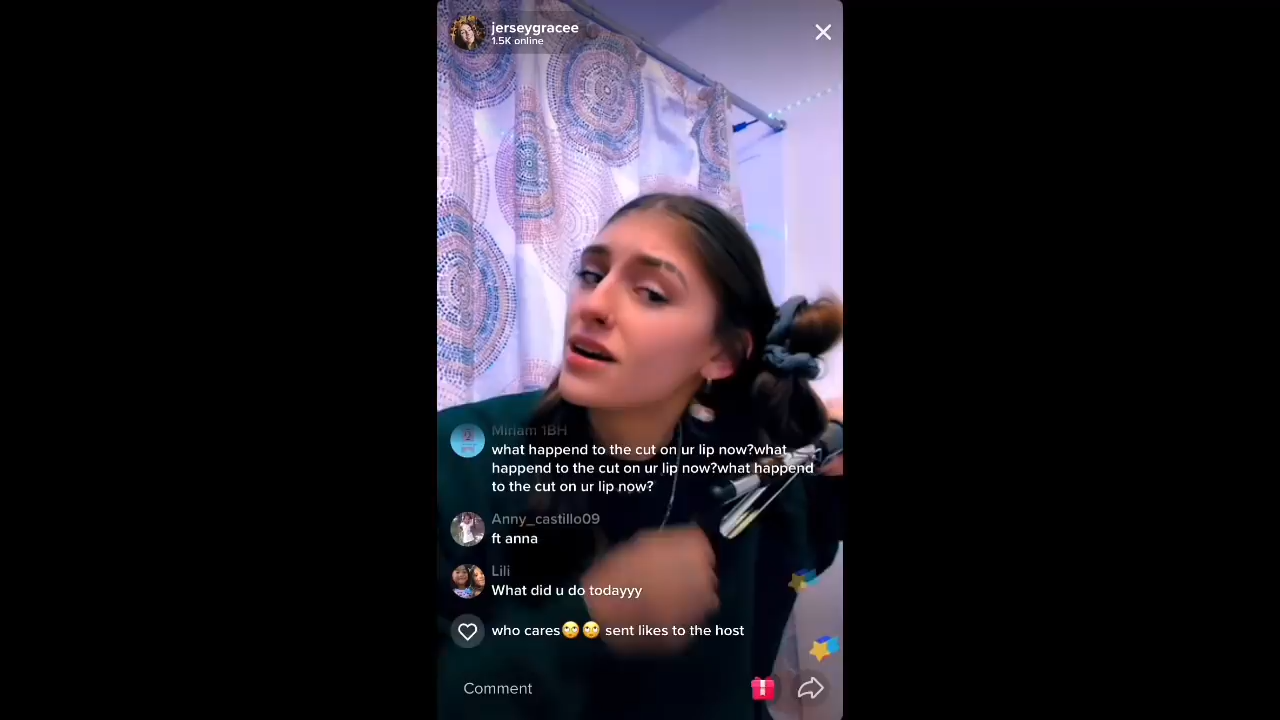 jerseygracee
1.5K online
Miriam 1BH
what happend to the cut on ur lip now?what
happend to the cut on ur lip now?what happend
to the cut on ur lip now?
Anny_castillo09
ft anna
Lili
What did u do todayyy
who cares🙄🙄 sent likes to the host
Comment